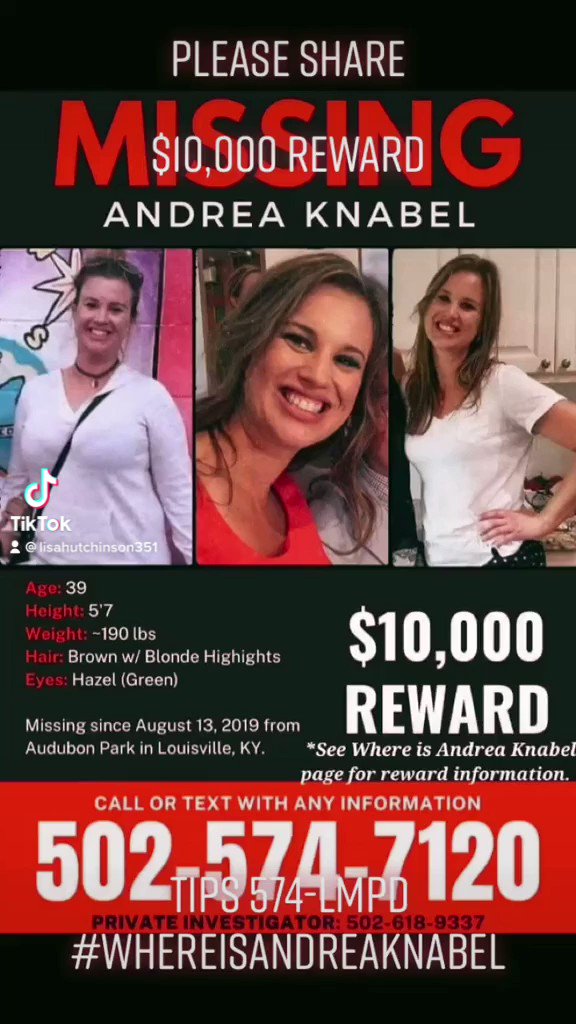 PLEASE SHARE
MISSING
$10,000 REWARD
ANDREA KNABEL
TikTok
@lisahutchinson351
Age: 39
Height: 5'7
Weight: ~190 lbs
Hair: Brown w/ Blonde Highights
Eyes: Hazel (Green)
Missing since August 13, 2019 from
Audubon Park in Louisville, KY.
$10,000
REWARD
*See Where is Andrea Knabel
page for reward information.
CALL OR TEXT WITH ANY INFORMATION
502-574-7120
TIPS 574-LMPD
PRIVATE INVESTIGATOR: 502-618-9337
#WHEREISANDREAKNABEL